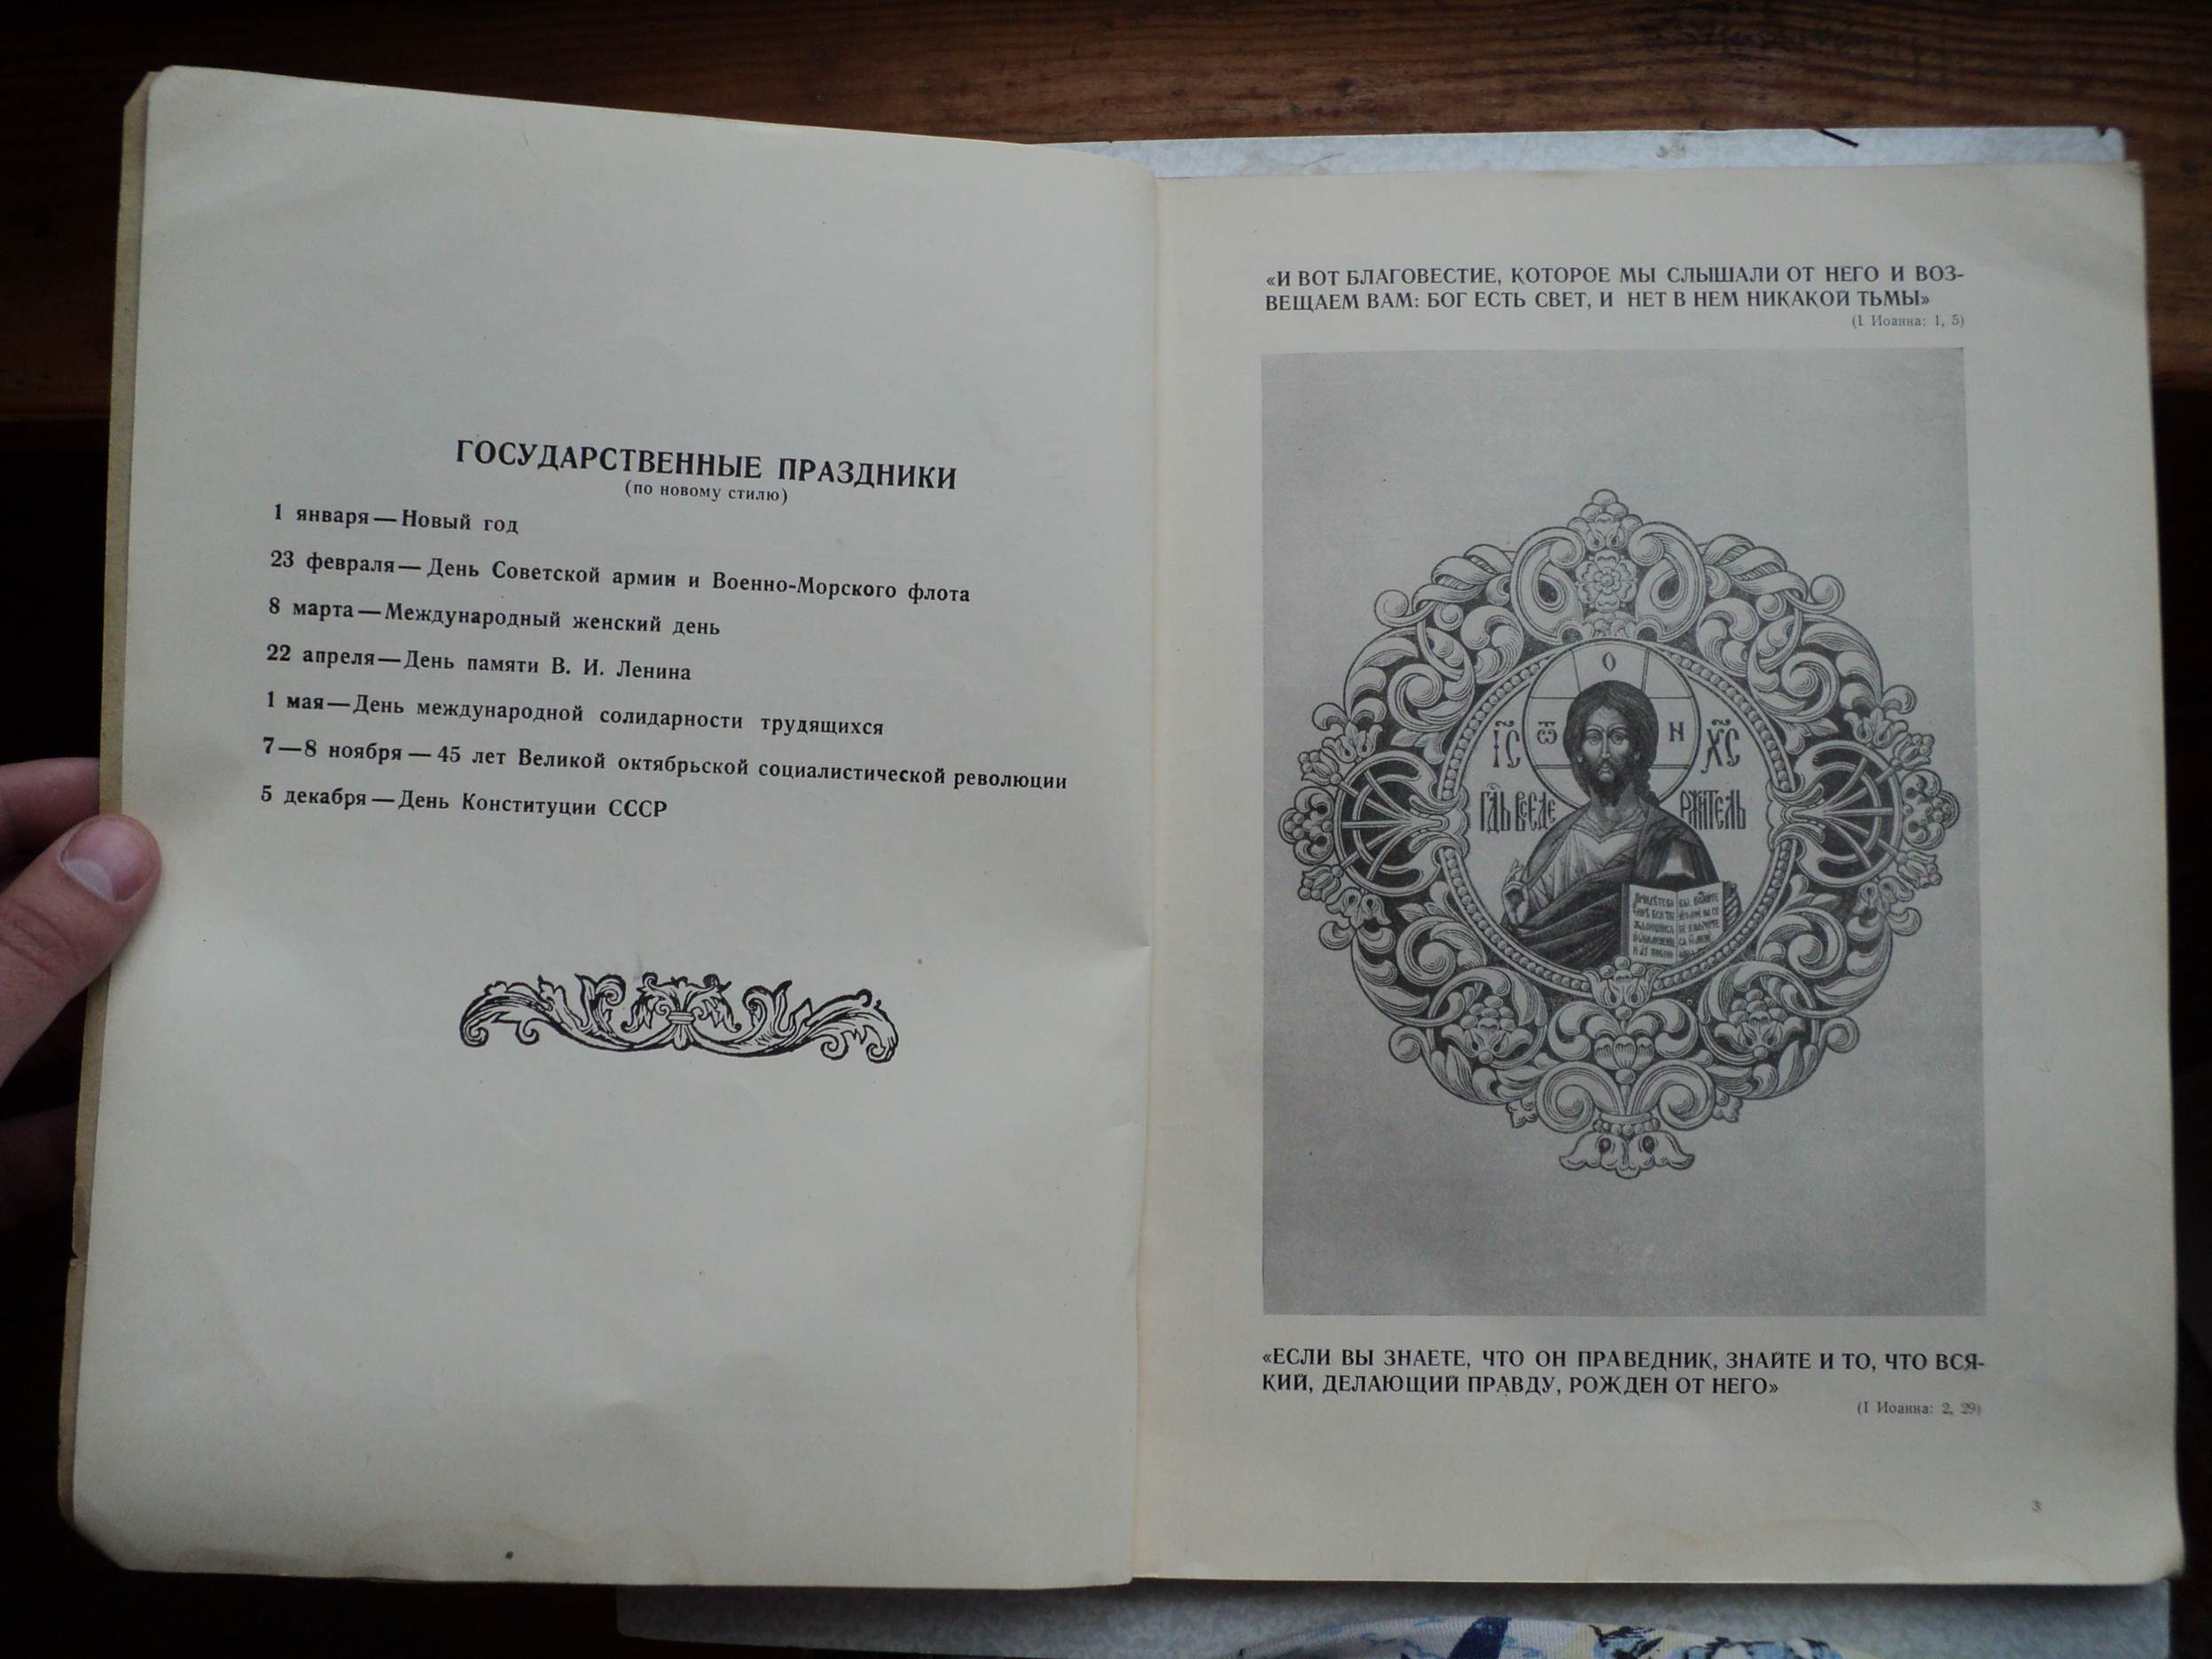 ГОСУДАРСТВЕННЫЕ ПРАЗДНИКИ
(по новому стилю)
1 января — Новый год
23 февраля — День Советской армии и Военно-Морского флота
8 марта — Международный женский день
22 апреля — День памяти В. И. Ленина
1 мая — День международной солидарности трудящихся
7—8 ноября — 45 лет Великой октябрьской социалистической революции
5 декабря — День Конституции СССР
«И ВОТ БЛАГОВЕСТИЕ, КОТОРОЕ МЫ СЛЫШАЛИ ОТ НЕГО И ВОЗ-
ВЕЩАЕМ ВАМ: БОГ ЕСТЬ СВЕТ, И НЕТ В НЕМ НИКАКОЙ ТЬМЫ»
(1 Иоанна: 1, 5)
О
І҃С Ѿ Н Х҃С
ГДЬ ВСЕДЕ РЖИТЕЛЬ
«ЕСЛИ ВЫ ЗНАЕТЕ, ЧТО ОН ПРАВЕДНИК, ЗНАЙТЕ И ТО, ЧТО ВСЯ-
КИЙ, ДЕЛАЮЩИЙ ПРАВДУ, РОЖДЕН ОТ НЕГО»
(I Иоанна: 2, 29)
3